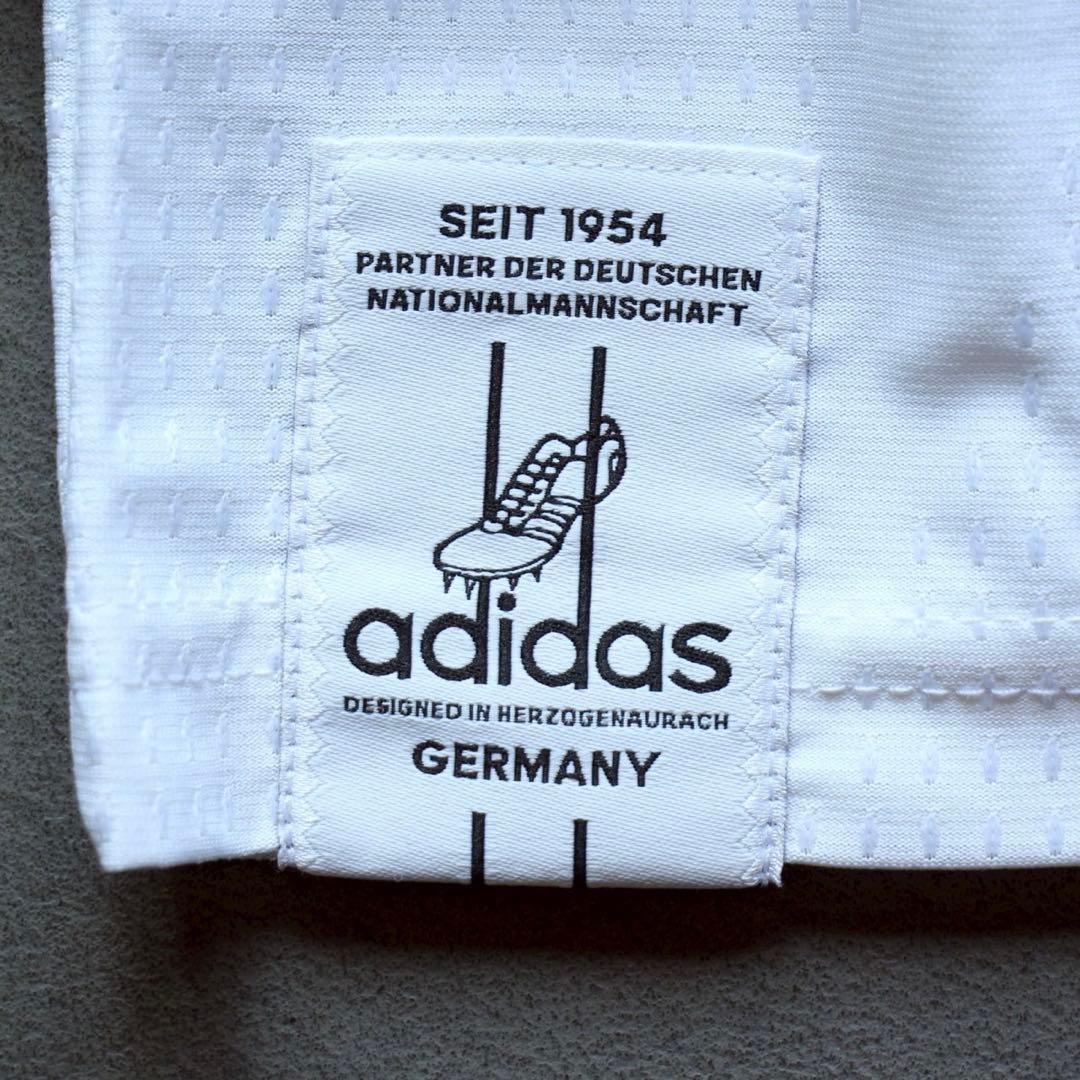 SEIT 1954
PARTNER DER DEUTSCHEN
NATIONALMANNSCHAFT
adidas
DESIGNED IN HERZOGENAURACH
GERMANY